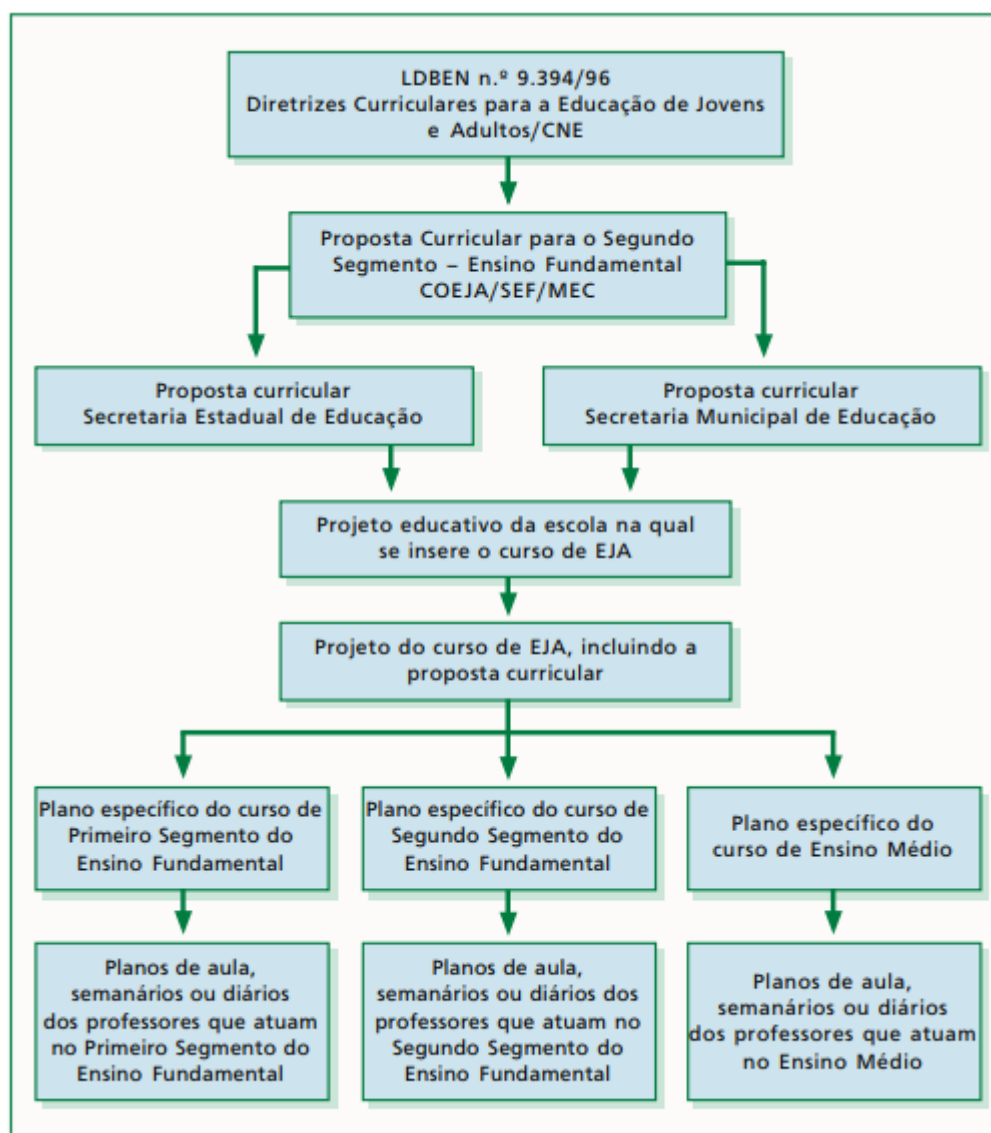 LDBEN n.º 9.394/96
Diretrizes Curriculares para a Educação de Jovens
e Adultos/CNE
Proposta Curricular para o Segundo
Segmento – Ensino Fundamental
COEJA/SEF/MEC
Proposta curricular
Secretaria Estadual de Educação
Proposta curricular
Secretaria Municipal de Educação
Projeto educativo da escola na qual
se insere o curso de EJA
Projeto do curso de EJA, incluindo a
proposta curricular
Plano específico do curso de
Primeiro Segmento do
Ensino Fundamental
Plano específico do curso de
Segundo Segmento do
Ensino Fundamental
Plano específico do
curso de Ensino Médio
Planos de aula,
semanários ou diários
dos professores que atuam
no Primeiro Segmento do
Ensino Fundamental
Planos de aula,
semanários ou diários dos
professores que atuam no
Segundo Segmento do
Ensino Fundamental
Planos de aula,
semanários ou diários
dos professores que atuam
no Ensino Médio